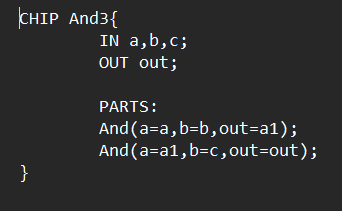 CHIP And3{
IN a,b,c;
OUT out;
PARTS:
And(a=a,b=b,out=a1);
And(a=a1,b=c,out=out);
}